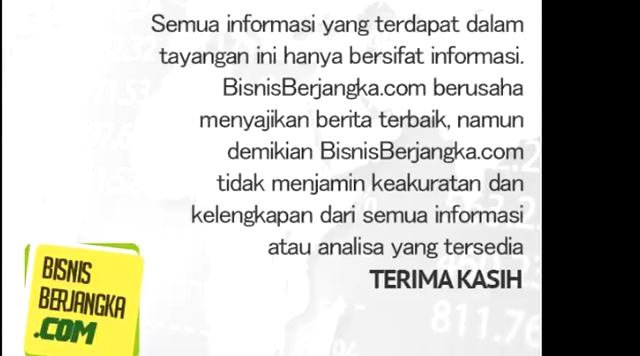 Semua informasi yang terdapat dalam
tayangan ini hanya bersifat informasi.
BisnisBerjangka.com berusaha
menyajikan berita terbaik, namun
demikian BisnisBerjangka.com
tidak menjamin keakuratan dan
kelengkapan dari semua informasi
atau analisa yang tersedia
TERIMA KASIH
BISNIS
BERJANGKA
.COM
811.76